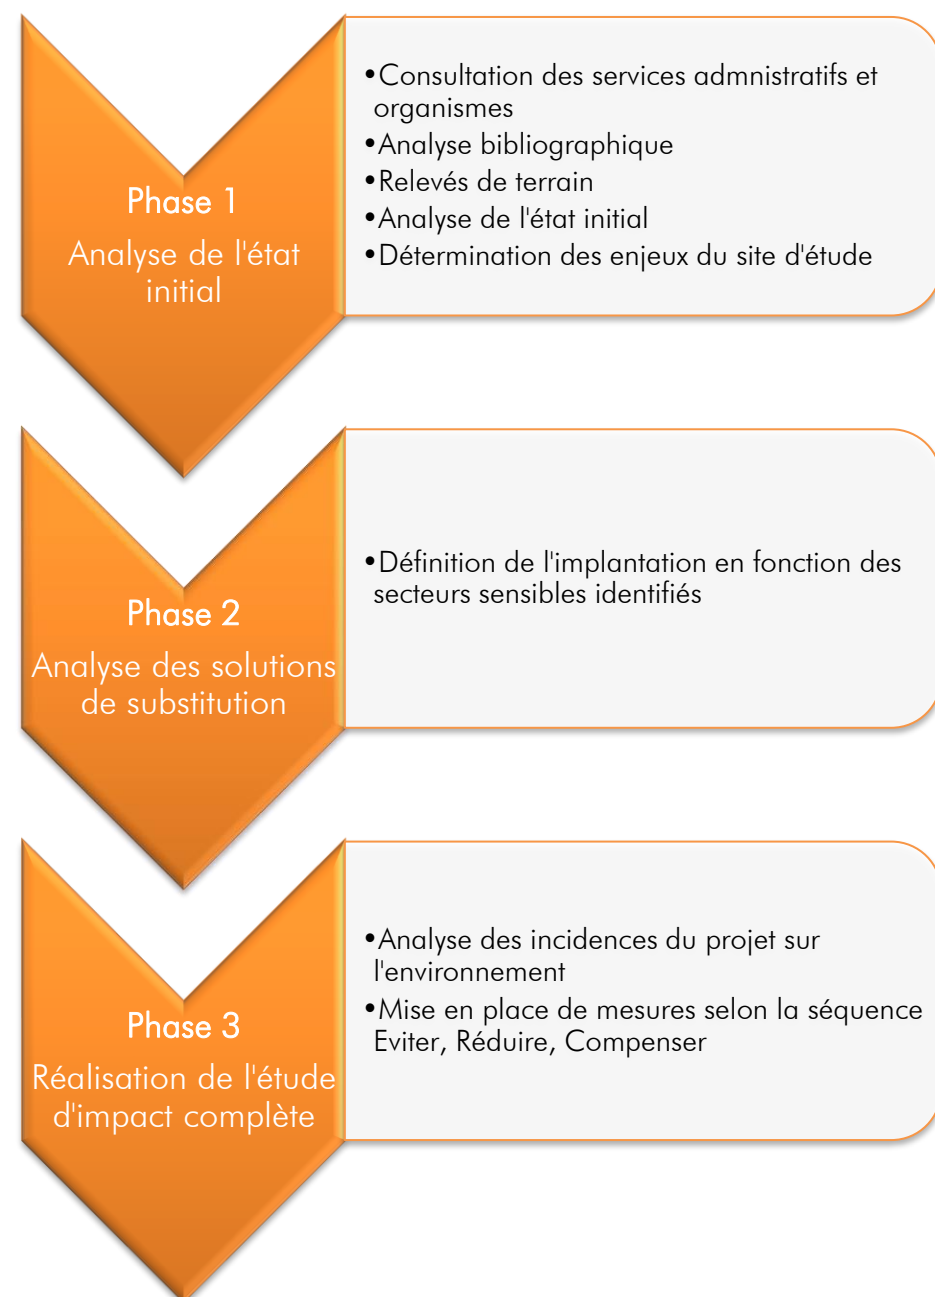 Phase 1
Analyse de l'état
initial
•Consultation des services admnistratifs et
organismes
•Analyse bibliographique
•Relevés de terrain
•Analyse de l'état initial
•Détermination des enjeux du site d'étude
Phase 2
Analyse des solutions
de substitution
•Définition de l'implantation en fonction des
secteurs sensibles identifiés
Phase 3
Réalisation de l'étude
d'impact complète
•Analyse des incidences du projet sur
l'environnement
•Mise en place de mesures selon la séquence
Eviter, Réduire, Compenser